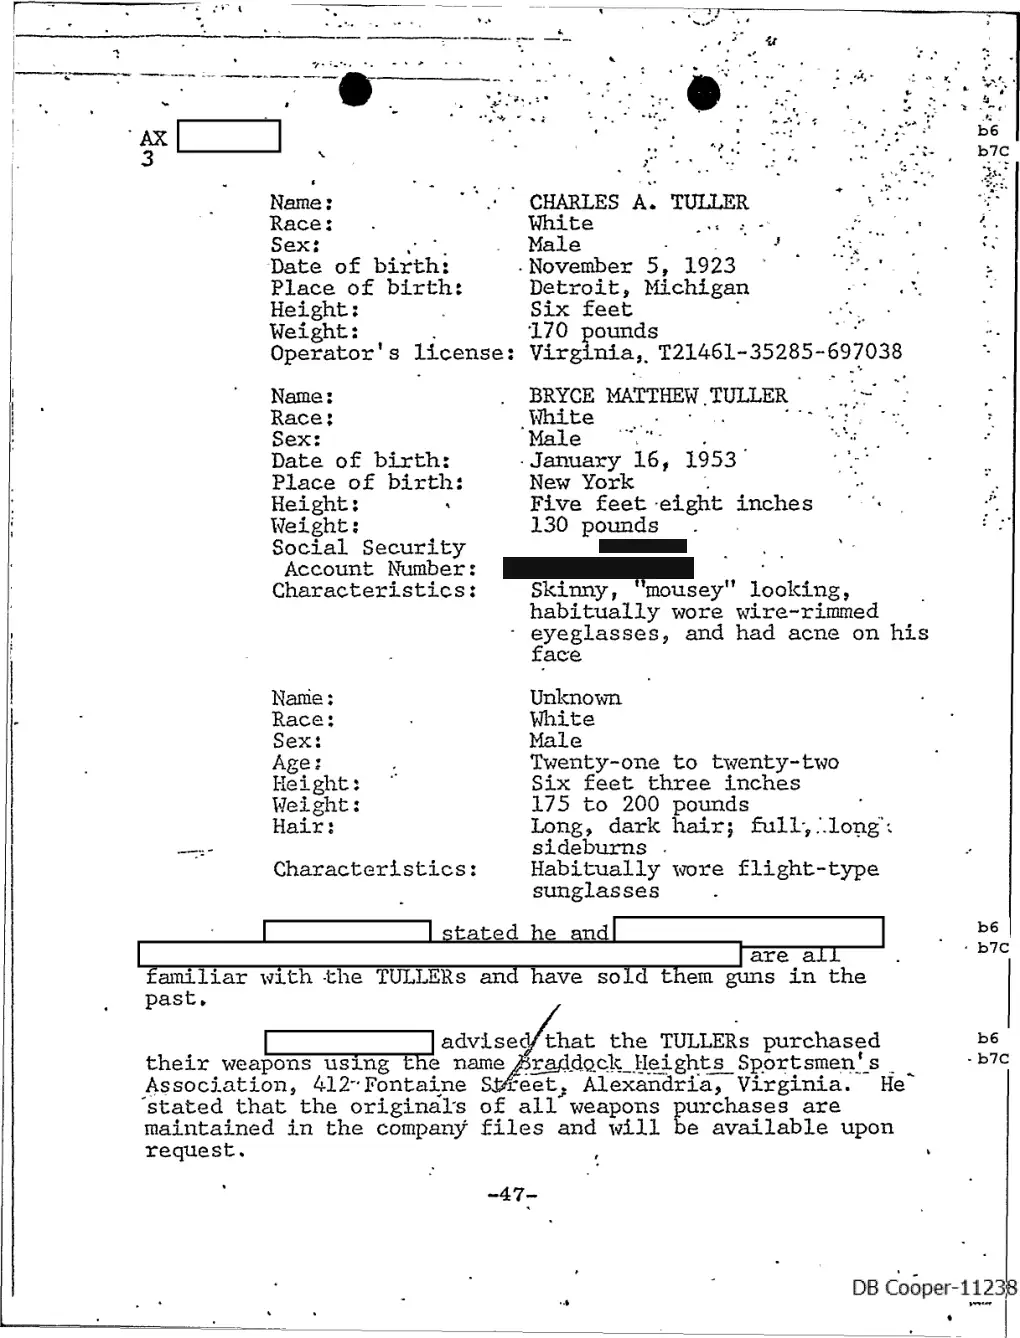 b6
b7C
AX
3
Name: CHARLES A. TULLER
Race: White
Sex: Male
Date of birth: November 5, 1923
Place of birth: Detroit, Michigan
Height: Six feet
Weight: 170 pounds
Operator's license: Virginia, T21461-35285-697038
Name: BRYCE MATTHEW TULLER
Race: White
Sex: Male
Date of birth: January 16, 1953
Place of birth: New York
Height: Five feet eight inches
Weight: 130 pounds
Social Security
Account Number:
Characteristics: Skinny, "mousey" looking,
habitually wore wire-rimmed
eyeglasses, and had acne on his
face
Name: Unknown
Race: White
Sex: Male
Age: Twenty-one to twenty-two
Height: Six feet three inches
Weight: 175 to 200 pounds
Hair: Long, dark hair; full, long
sideburns
Characteristics: Habitually wore flight-type
sunglasses
stated he and b6
are all b7C
familiar with the TULLERs and have sold them guns in the
past.
advised that the TULLERs purchased b6
their weapons using the name Braddock Heights Sportsmen's b7C
Association, 412 Fontaine Street, Alexandria, Virginia. He
stated that the originals of all weapons purchases are
maintained in the company files and will be available upon
request.
-47-
DB Cooper-11238